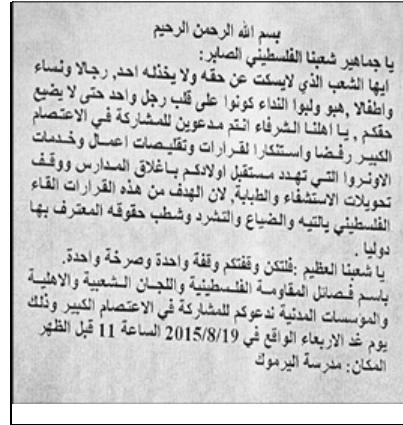 بسم الله الرحمن الرحيم
يا جماهير شعبنا الفلسطيني الصابر:
ايها الشعب الذي لايسكت عن حقه ولا يخذله احد, رجالا ونساء
واطفالا ,هبو ولبوا النداء كونوا على قلب رجل واحد حتى لا يضيع
حقكم , يا اهلنا الشرفاء انتم مدعوين للمشاركة في الاعتصام
الكبير رفضا واستنكارا لقرارات وتقليصات اعمال وخدمات
الاونروا التي تهدد مستقبل اولادكم باغلاق المدارس ووقف
تحويلات الاستشفاء والطبابة, لان الهدف من هذه القرارات القاء
الفلسطيني بالتيه والضياع والتشرد وشطب حقوقه المعترف بها
دوليا .
يا شعبنا العظيم :فلتكن وقفتكم وقفة واحدة وصرخة واحدة.
باسم فصائل المقاومة الفلسطينية واللجان الشعبية والاهلية
والمؤسسات المدنية ندعوكم للمشاركة في الاعتصام الكبير وذلك
يوم غد الاربعاء الواقع في 2015/8/19 الساعة 11 قبل الظهر
المكان: مدرسة اليرموك